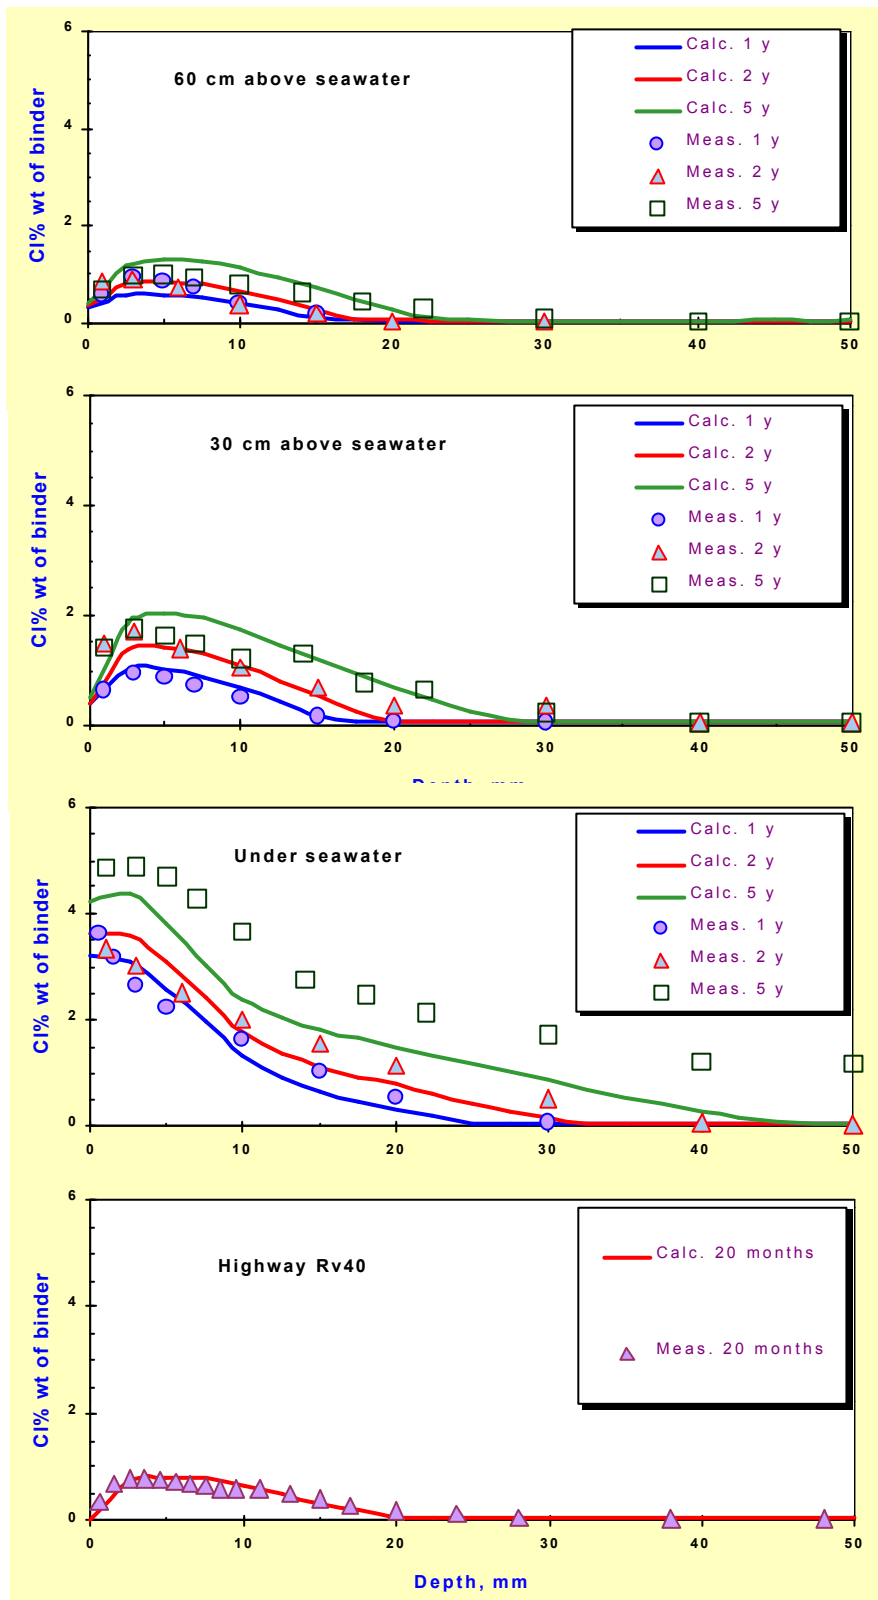 6
4
2
0
Cl% wt of binder
60 cm above seawater
Calc. 1 y
Calc. 2 y
Calc. 5 y
Meas. 1 y
Meas. 2 y
Meas. 5 y
0 10 20 30 40 50
6
4
2
0
Cl% wt of binder
30 cm above seawater
Calc. 1 y
Calc. 2 y
Calc. 5 y
Meas. 1 y
Meas. 2 y
Meas. 5 y
0 10 20 30 40 50
Depth, mm
6
4
2
0
Cl% wt of binder
Under seawater
Calc. 1 y
Calc. 2 y
Calc. 5 y
Meas. 1 y
Meas. 2 y
Meas. 5 y
0 10 20 30 40 50
6
4
2
0
Cl% wt of binder
Highway Rv40
Calc. 20 months
Meas. 20 months
0 10 20 30 40 50
Depth, mm